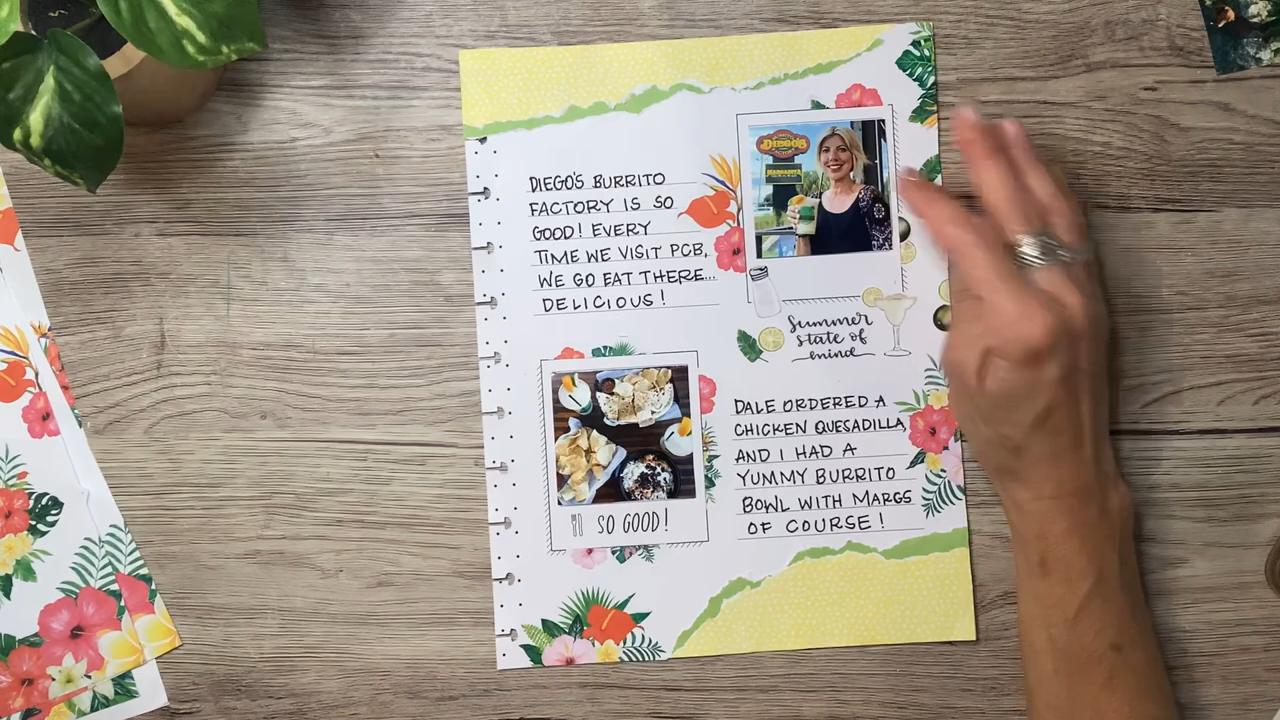 DIEGO'S BURRITO
FACTORY IS SO
GOOD! EVERY
TIME WE VISIT PCB,
WE GO EAT THERE...
DELICIOUS!
DIEGO'S
MARGARITA
Summer
state of
mind
SO GOOD!
DALE ORDERED A
CHICKEN QUESADILLA,
AND I HAD A
YUMMY BURRITO
BOWL WITH MARGS
OF COURSE!